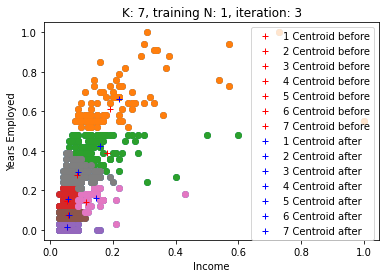 K: 7, training N: 1, iteration: 3
1.0
0.8
0.6
0.4
0.2
0.0
Years Employed
1 Centroid before
2 Centroid before
3 Centroid before
4 Centroid before
5 Centroid before
6 Centroid before
7 Centroid before
1 Centroid after
2 Centroid after
3 Centroid after
4 Centroid after
5 Centroid after
6 Centroid after
7 Centroid after
0.0 0.2 0.4 0.6 0.8 1.0
Income